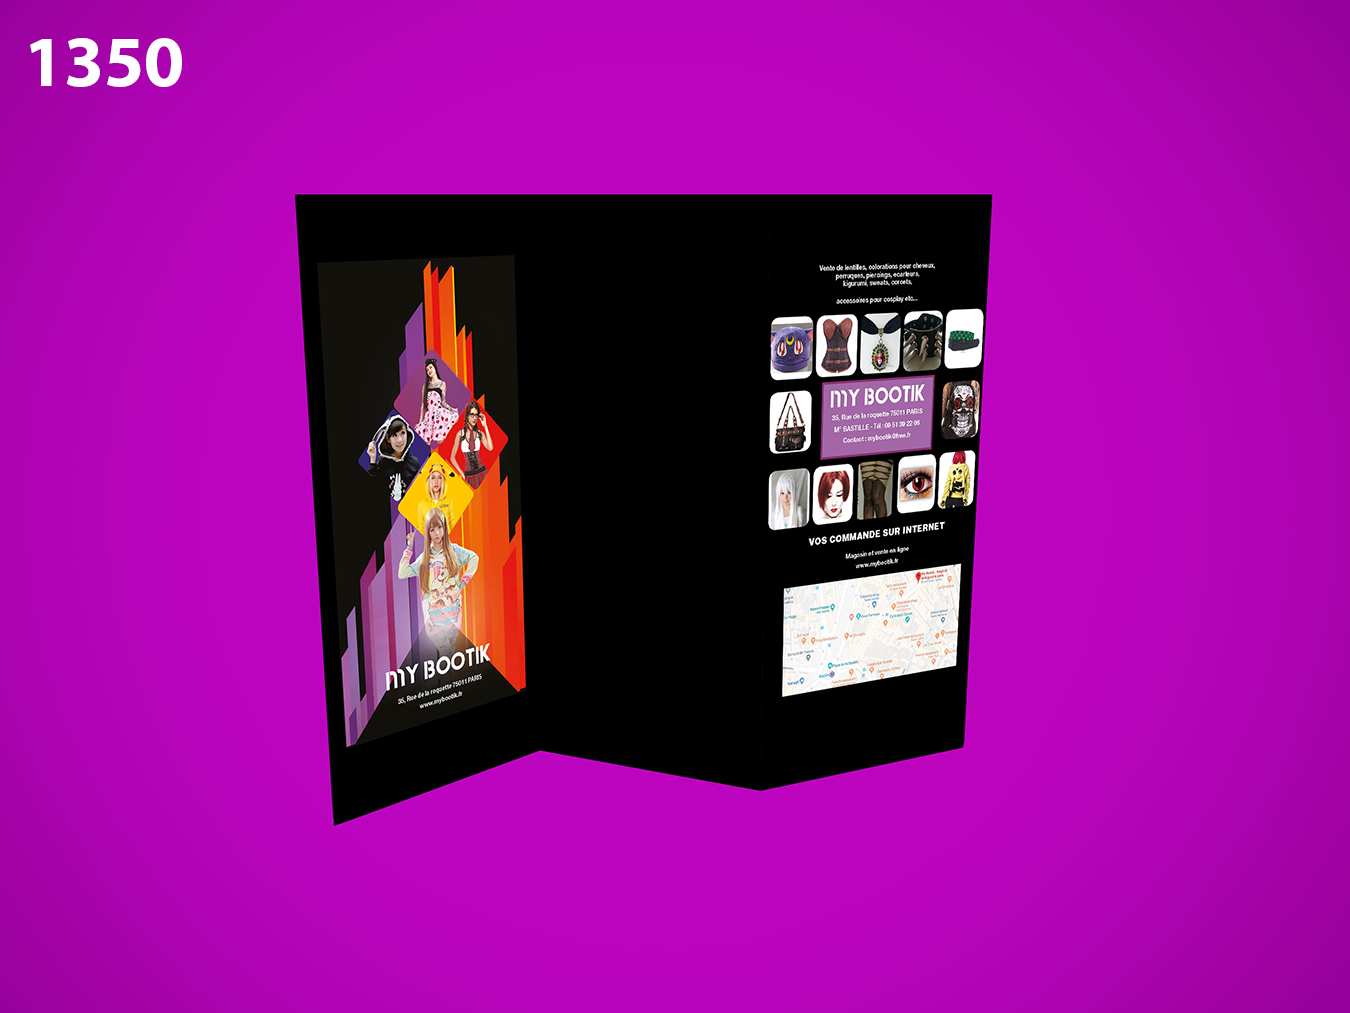 1350
MY BOOTIK
35, Rue de la roquette 75011 PARIS
www.mybootik.fr
Vente de lentilles, colorations pour cheveux,
perruques, piercings, ecarteurs,
kigurumi, sweats, corcets,
accessoires pour cosplay etc...
MY BOOTIK
35, Rue de la roquette 75011 PARIS
M° BASTILLE - Tél : 09 51 39 22 06
Contact : mybootik@free.fr
VOS COMMANDE SUR INTERNET
Magasin et vente en ligne
www.mybootik.fr